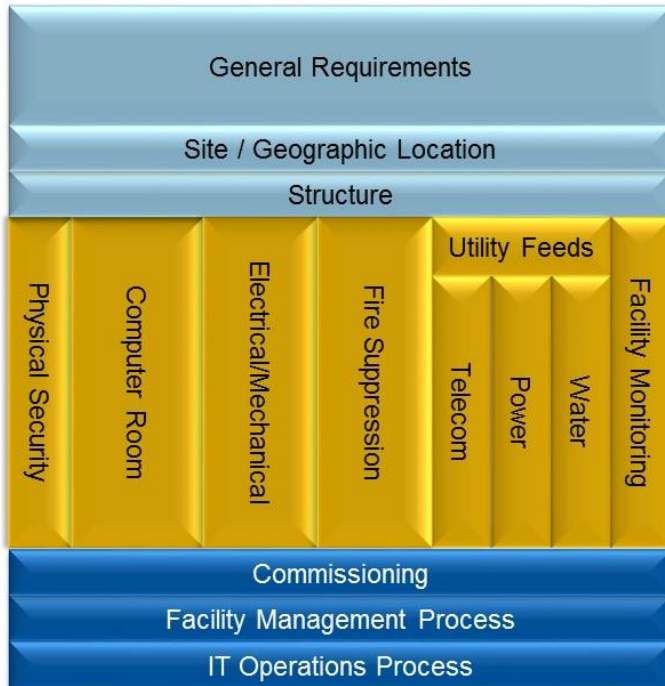 General Requirements
Site / Geographic Location
Structure
Physical Security
Computer Room
Electrical/Mechanical
Fire Suppression
Utility Feeds
Telecom
Power
Water
Facility Monitoring
Commissioning
Facility Management Process
IT Operations Process